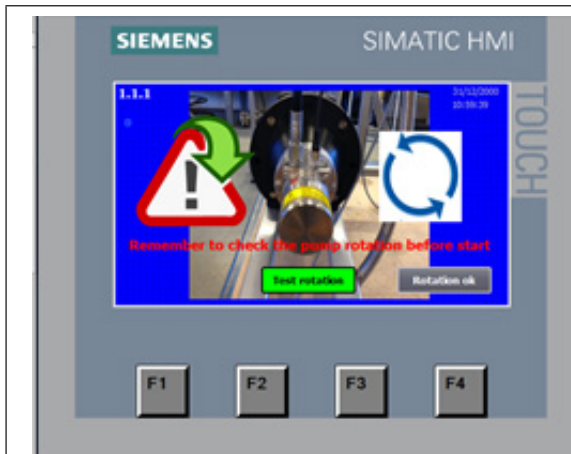 SIEMENS
SIMATIC HMI
TOUCH
1.1.1
31/12/2000
10:59:39
Remember to check the pump rotation before start
Test rotation
Rotation ok
F1
F2
F3
F4